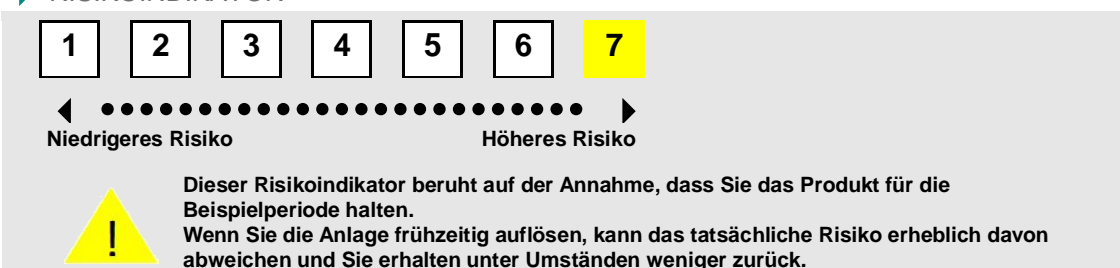 1 2 3 4 5 6 7
Niedrigeres Risiko Höheres Risiko
Dieser Risikoindikator beruht auf der Annahme, dass Sie das Produkt für die
Beispielperiode halten.
!
Wenn Sie die Anlage frühzeitig auflösen, kann das tatsächliche Risiko erheblich davon
abweichen und Sie erhalten unter Umständen weniger zurück.